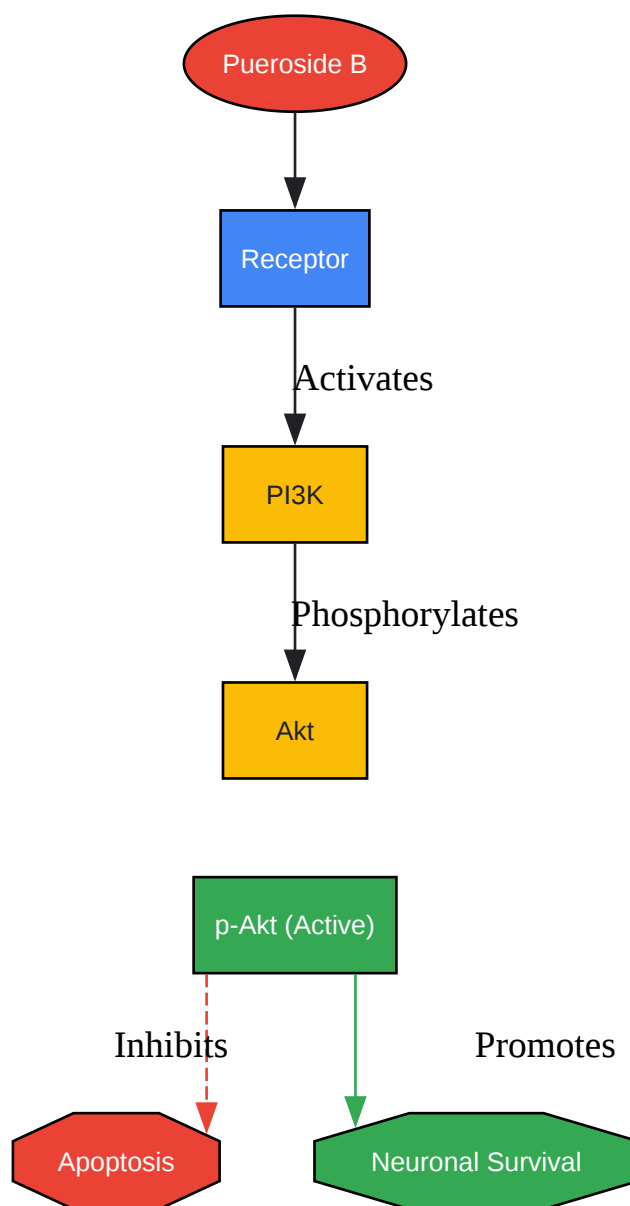 Pueroside B
Receptor
Activates
PI3K
Phosphorylates
Akt
p-Akt (Active)
Inhibits
Promotes
Apoptosis
Neuronal Survival